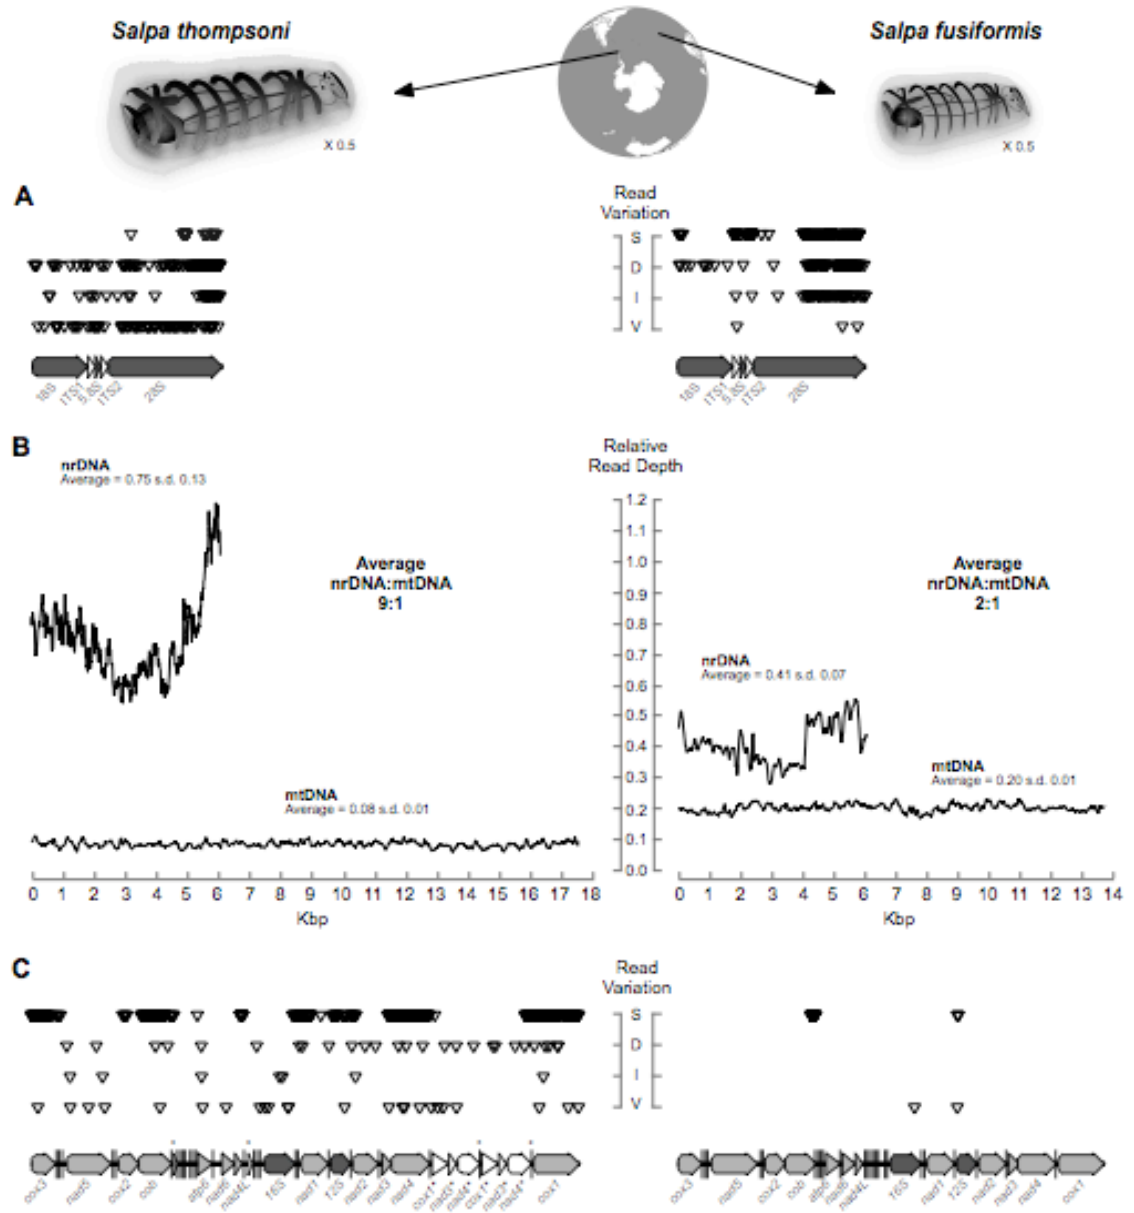 Salpa thompsoni
Salpa fusiformis
X 0.5
X 0.5
A
Read
Variation
S
D
I
V
18S
ITS1
5.8S
ITS2
28S
18S
ITS1
5.8S
ITS2
28S
B
Relative
Read Depth
nrDNA
Average = 0.75 s.d. 0.13
1.2
1.1
1.0
0.9
0.8
0.7
0.6
0.5
0.4
0.3
0.2
0.1
0.0
Average
nrDNA:mtDNA
9:1
Average
nrDNA:mtDNA
2:1
nrDNA
Average = 0.41 s.d. 0.07
mtDNA
Average = 0.08 s.d. 0.01
mtDNA
Average = 0.20 s.d. 0.01
0 1 2 3 4 5 6 7 8 9 10 11 12 13 14 15 16 17 18
Kbp
0 1 2 3 4 5 6 7 8 9 10 11 12 13 14
Kbp
C
Read
Variation
S
D
I
V
cox3
nad5
cox2
cob
atp6
nad6
nad4L
16S
nad1
12S
nad2
nad3
nad4
cox1*
nad3*
nad4*
cox1*
nad3*
nad4*
cox1
cox3
nad5
cox2
cob
atp6
nad6
nad4L
16S
nad1
12S
nad2
nad3
nad4
cox1